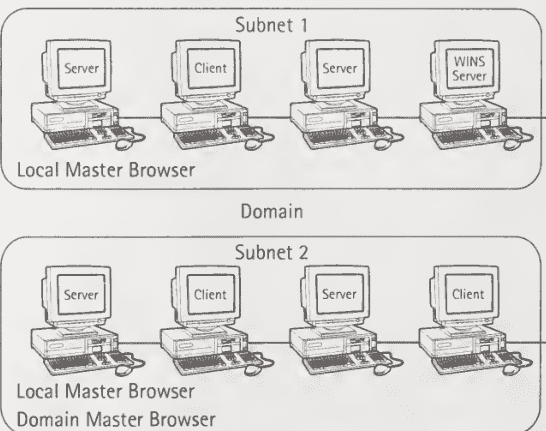 Subnet 1
Server
Client
Server
WINS
Server
Local Master Browser
Domain
Subnet 2
Server
Client
Server
Client
Local Master Browser
Domain Master Browser